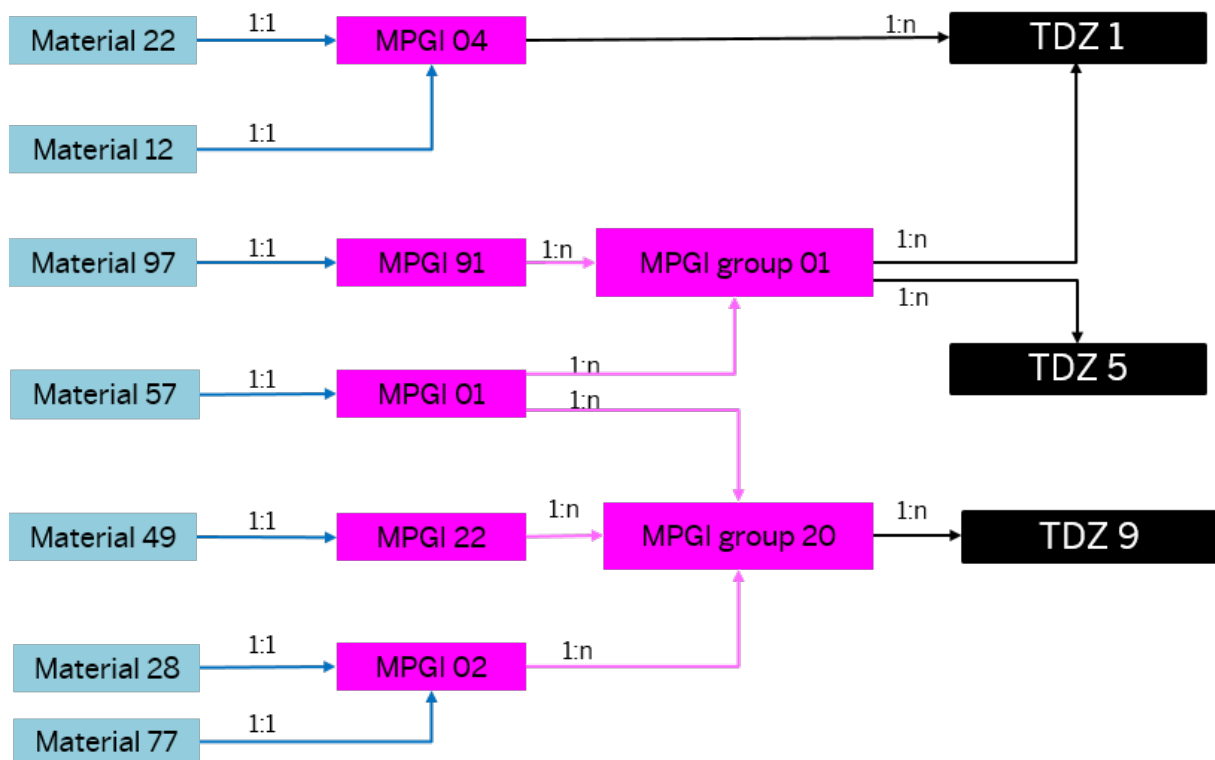 Material 22
1:1
MPGI 04
1:n
TDZ 1
Material 12
1:1
Material 97
1:1
MPGI 91
1:n
MPGI group 01
1:n
1:n
TDZ 5
Material 57
1:1
MPGI 01
1:n
1:n
Material 49
1:1
MPGI 22
1:n
MPGI group 20
1:n
TDZ 9
Material 28
1:1
MPGI 02
1:n
Material 77
1:1